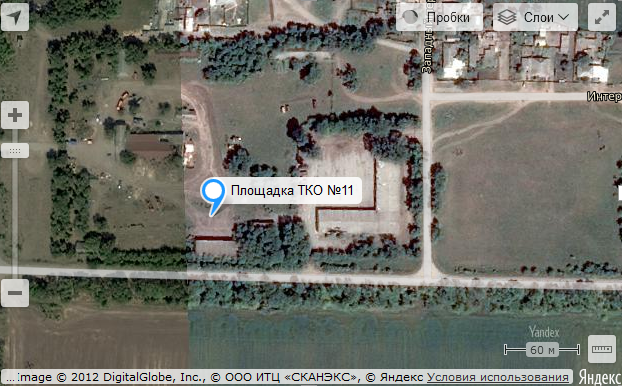 Пробки
Слои
Западн
Интер
Площадка ТКО №11
Yandex
60 м
...image © 2012 DigitalGlobe, Inc., © ООО ИТЦ «СКАНЭКС», © Яндекс Условия использования
Яндекс